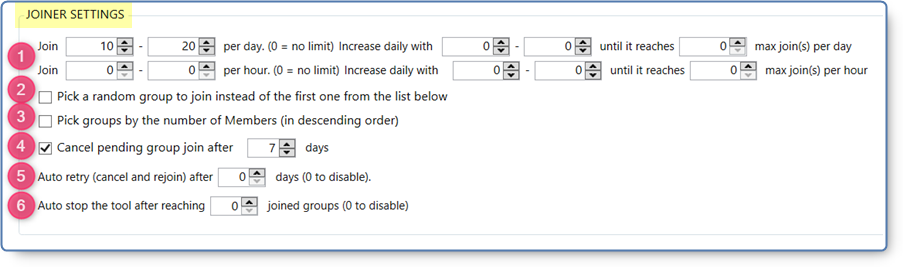 JOINER SETTINGS
1
Join 10 - 20 per day. (0 = no limit) Increase daily with 0 - 0 until it reaches 0 max join(s) per day
Join 0 - 0 per hour. (0 = no limit) Increase daily with 0 - 0 until it reaches 0 max join(s) per hour
2 Pick a random group to join instead of the first one from the list below
3 Pick groups by the number of Members (in descending order)
4 Cancel pending group join after 7 days
5 Auto retry (cancel and rejoin) after 0 days (0 to disable).
6 Auto stop the tool after reaching 0 joined groups (0 to disable)